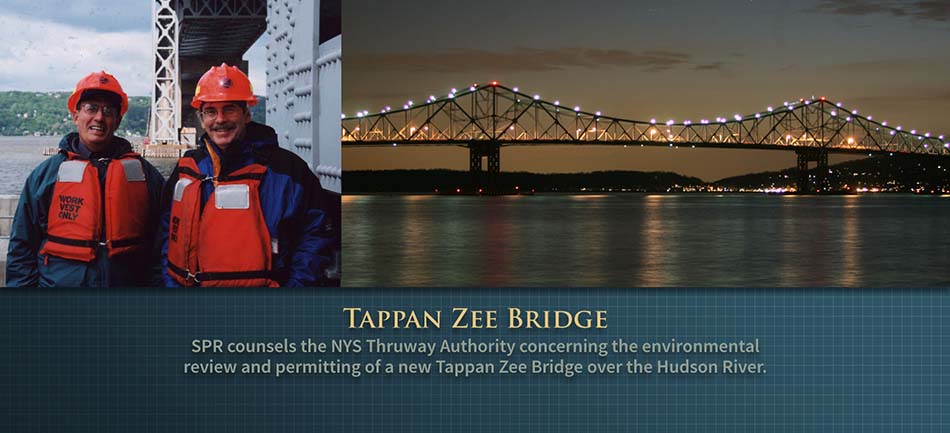 WORK
VEST
ONLY
TAPPAN ZEE BRIDGE
SPR counsels the NYS Thruway Authority concerning the environmental
review and permitting of a new Tappan Zee Bridge over the Hudson River.